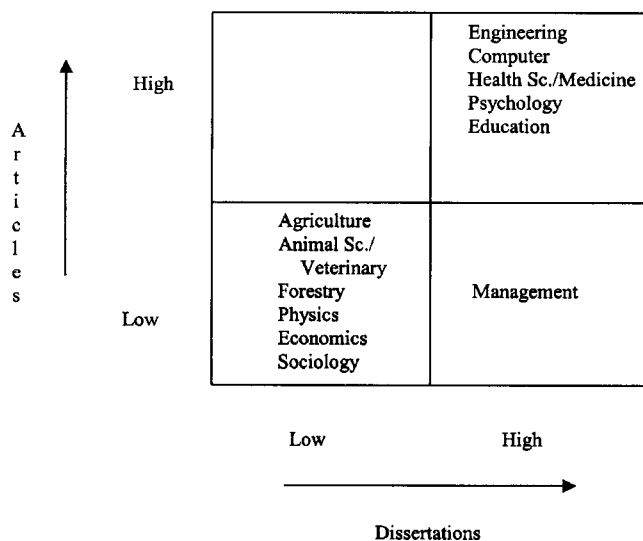 Engineering
Computer
Health Sc./Medicine
Psychology
Education
High
Articles
Agriculture
Animal Sc./
Veterinary
Forestry
Physics
Economics
Sociology
Management
Low
Low High
Dissertations